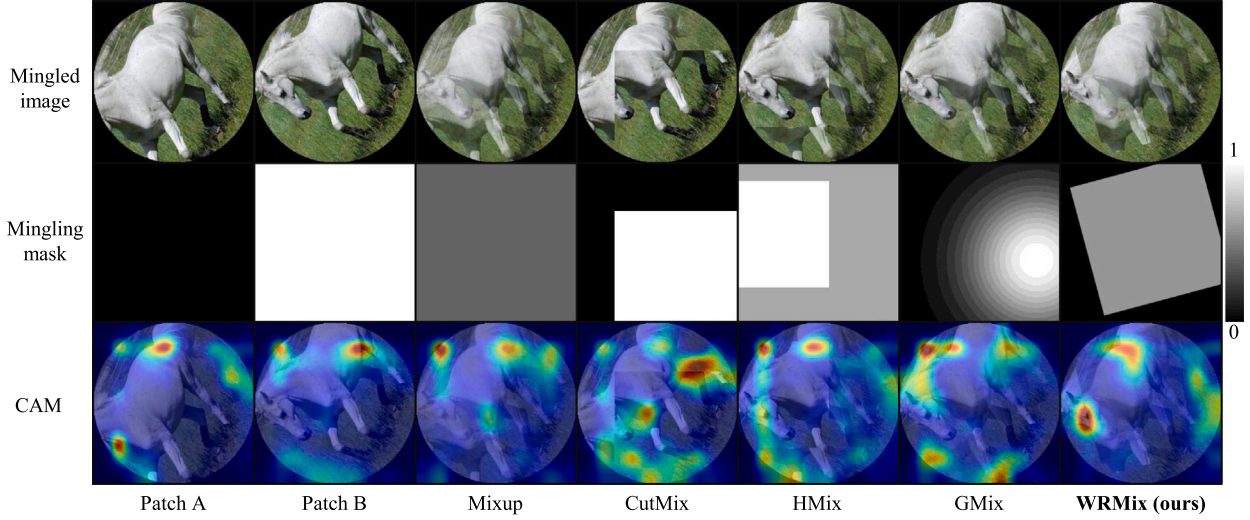 Mingled
image
1
Mingling
mask
0
CAM
Patch A Patch B Mixup CutMix HMix GMix WRMix (ours)